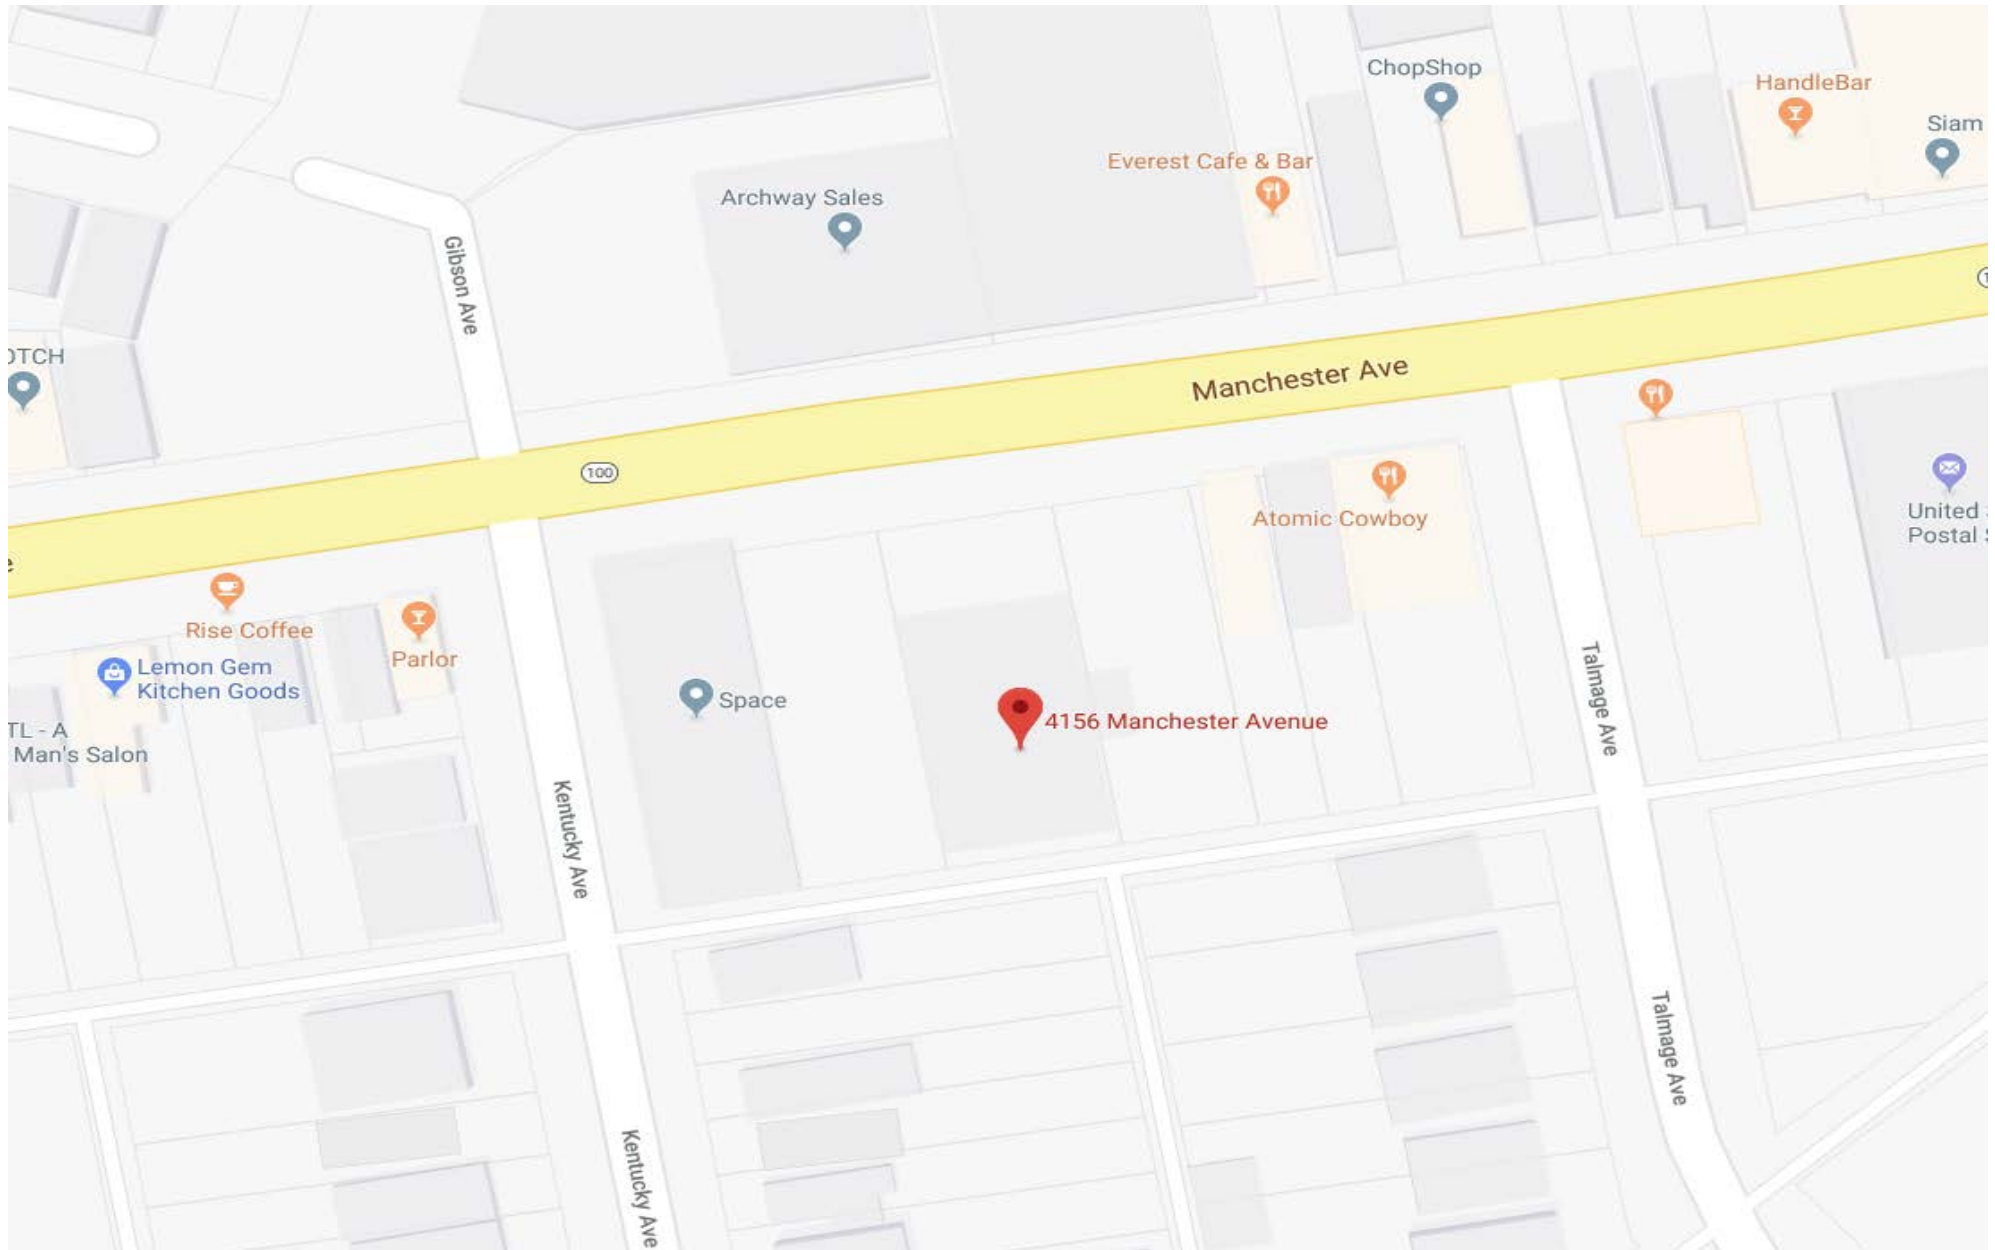 ChopShop
HandleBar
Siam
Everest Cafe & Bar
Archway Sales
Gibson Ave
OTCH
Manchester Ave
100
Atomic Cowboy
United
Postal
Rise Coffee
Parlor
Lemon Gem
Kitchen Goods
TL - A
Man's Salon
Space
4156 Manchester Avenue
Talmage Ave
Kentucky Ave
Talmage Ave
Kentucky Ave